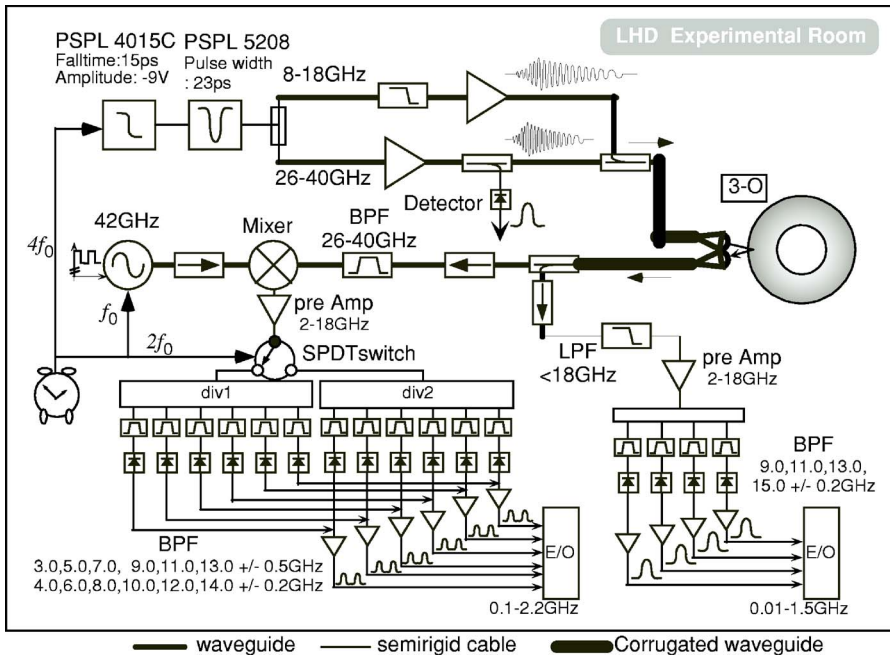 PSPL 4015C PSPL 5208
Falltime:15ps
Amplitude: -9V
Pulse width
: 23ps
LHD Experimental Room
8-18GHz
26-40GHz
Detector
3-O
42GHz
Mixer
BPF
26-40GHz
4f0
f0
2f0
pre Amp
2-18GHz
SPDTswitch
LPF
<18GHz
pre Amp
2-18GHz
div1
div2
BPF
9.0,11.0,13.0,
15.0 +/- 0.2GHz
BPF
3.0,5.0,7.0, 9.0,11.0,13.0 +/- 0.5GHz
4.0,6.0,8.0,10.0,12.0,14.0 +/- 0.2GHz
E/O
E/O
0.1-2.2GHz
0.01-1.5GHz
waveguide
semirigid cable
Corrugated waveguide